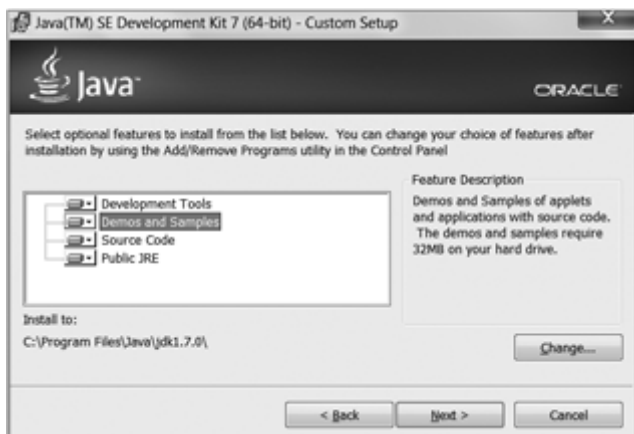 Java(TM) SE Development Kit 7 (64-bit) - Custom Setup
Java
ORACLE
Select optional features to install from the list below. You can change your choice of features after
installation by using the Add/Remove Programs utility in the Control Panel
Development Tools
Demos and Samples
Source Code
Public JRE
Feature Description
Demos and Samples of applets
and applications with source code.
The demos and samples require
32MB on your hard drive.
Install to:
C:\Program Files\Java\jdk1.7.0\
Change...
< Back
Next >
Cancel